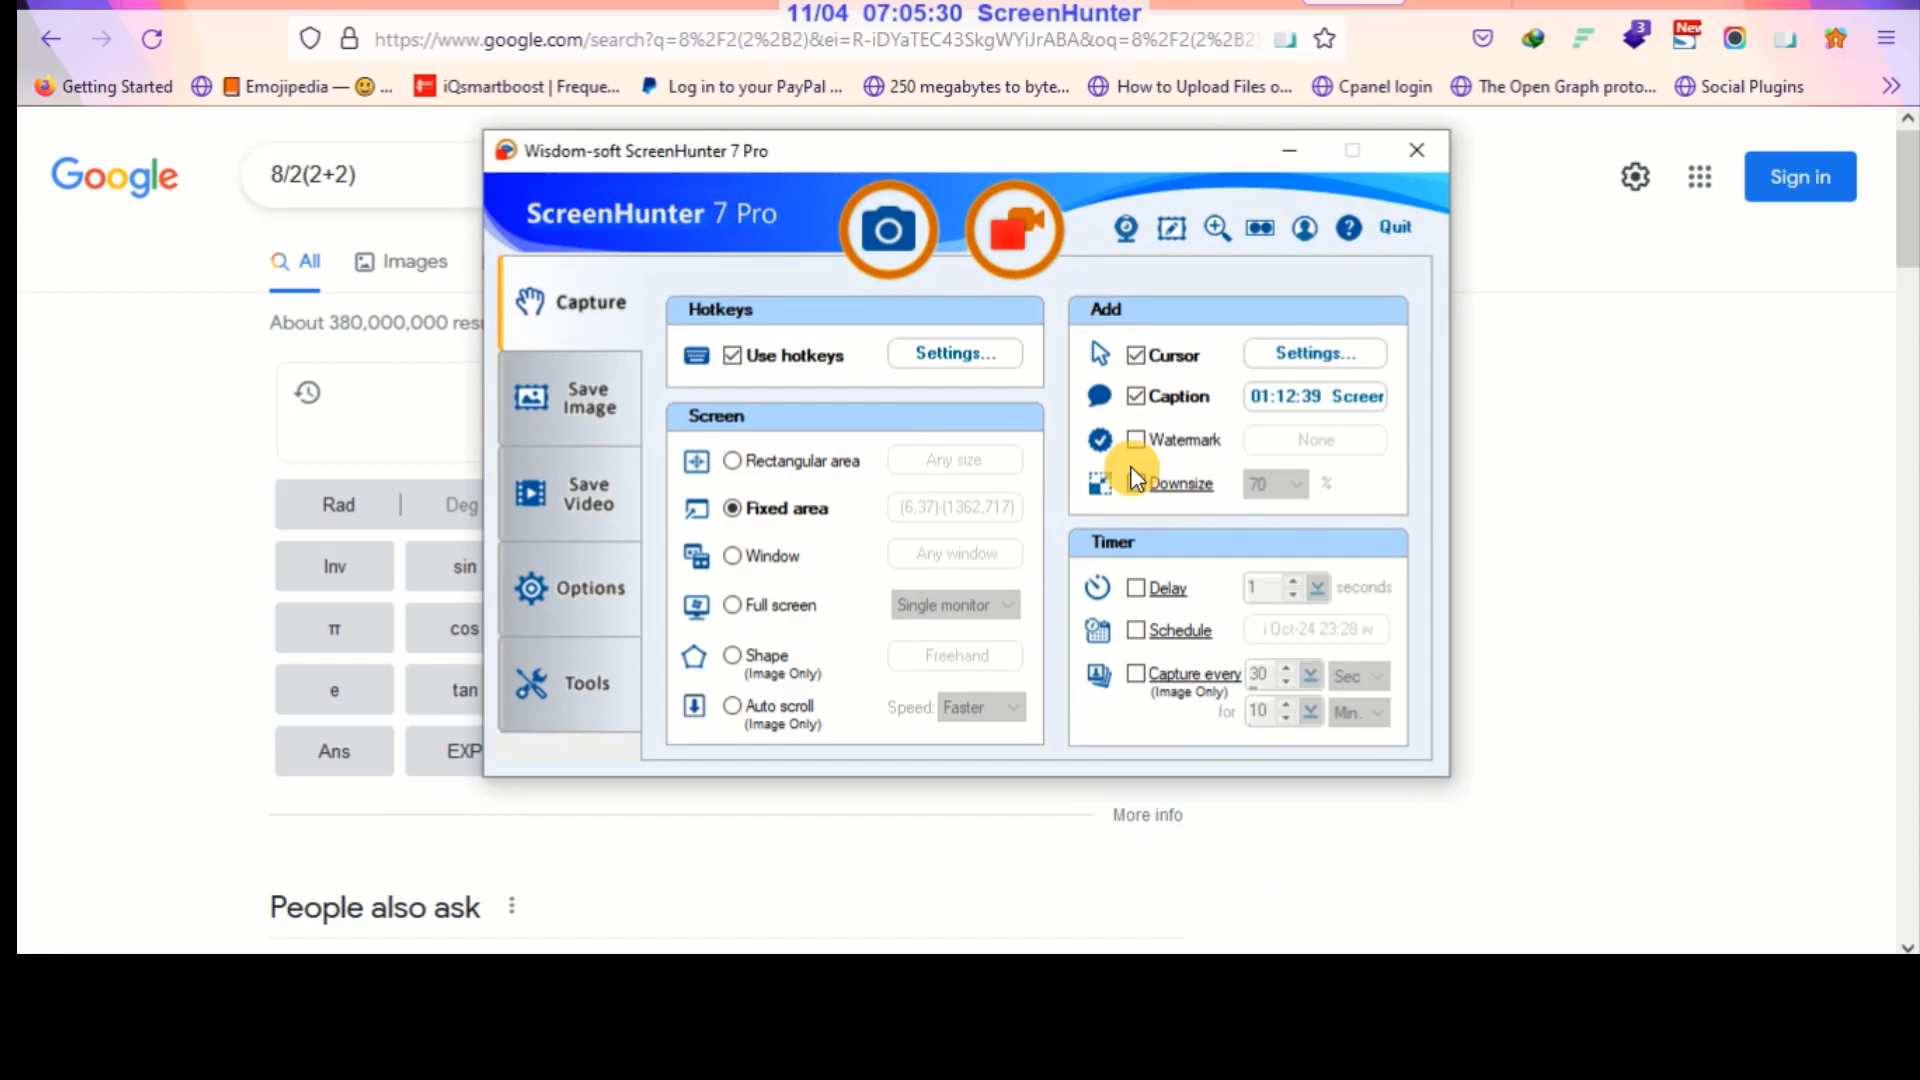 11/04 07:05:30 ScreenHunter
https://www.google.com/search?q=8%2F2(2%2B2)&ei=R-iDYaTEC43SkgWYiJrABA&oq=8%2F2(2%2B2)
3
New
Getting Started
Emojipedia — 🙂 ...
iQsmartboost | Freque...
Log in to your PayPal ...
250 megabytes to byte...
How to Upload Files o...
Cpanel login
The Open Graph proto...
Social Plugins
Google
8/2(2+2)
Sign in
All
Images
About 380,000,000
Rad | Deg
Inv
sin
π
cos
e
tan
Ans
EXP
More info
People also ask
Wisdom-soft ScreenHunter 7 Pro
ScreenHunter 7 Pro
Quit
Capture
Save Image
Save Video
Options
Tools
Hotkeys
Use hotkeys
Settings...
Screen
Rectangular area
Any size
Fixed area
(6,37)-(1362,717)
Window
Any window
Full screen
Single monitor
Shape
(Image Only)
Freehand
Auto scroll
(Image Only)
Speed: Faster
Add
Cursor
Settings...
Caption
01:12:39 Screer
Watermark
None
Downsize
70 %
Timer
Delay
1 seconds
Schedule
i Oct-24 23:28 w
Capture every 30 Sec
(Image Only)
for 10 Min.